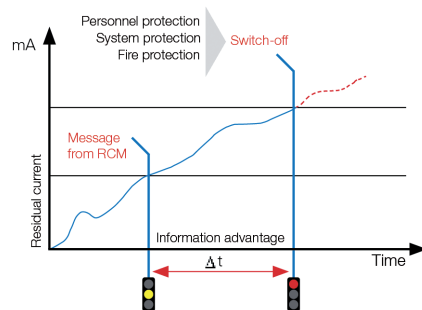 Personnel protection
System protection
Fire protection
mA
Switch-off
Message
from RCM
Residual current
Information advantage
Δt
Time